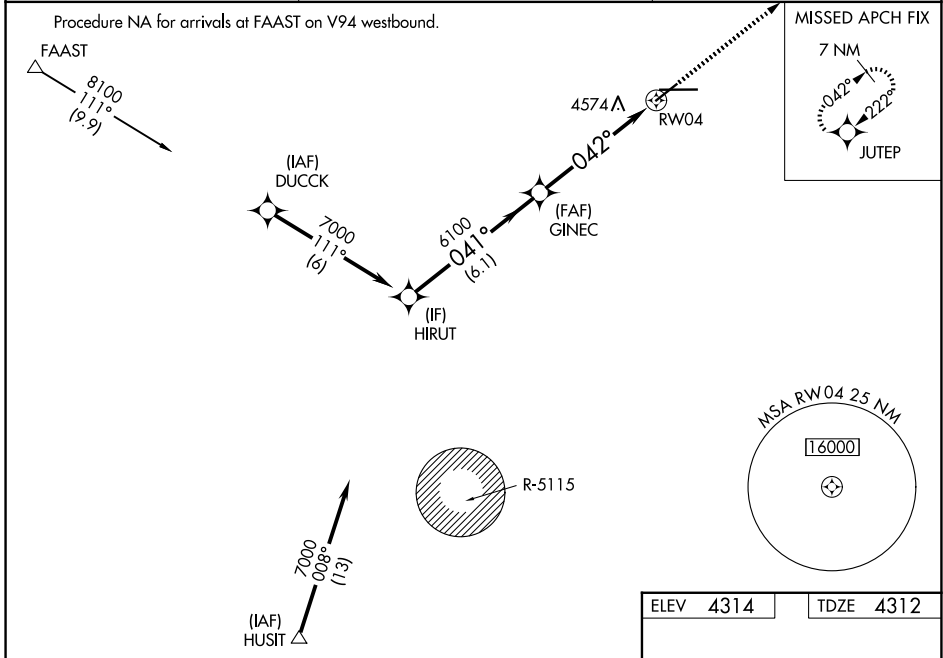 Procedure NA for arrivals at FAAST on V94 westbound.
MISSED APCH FIX
7 NM
042°
222°
JUTEP
FAAST
8100
111°
(9.9)
4574
RW04
042°
(IAF)
DUCCK
7000
111°
(6)
(FAF)
GINEC
6100
041°
(6.1)
(IF)
HIRUT
MSA RW04 25 NM
16000
R-5115
7000
008°
(13)
(IAF)
HUSIT
ELEV 4314
TDZE 4312